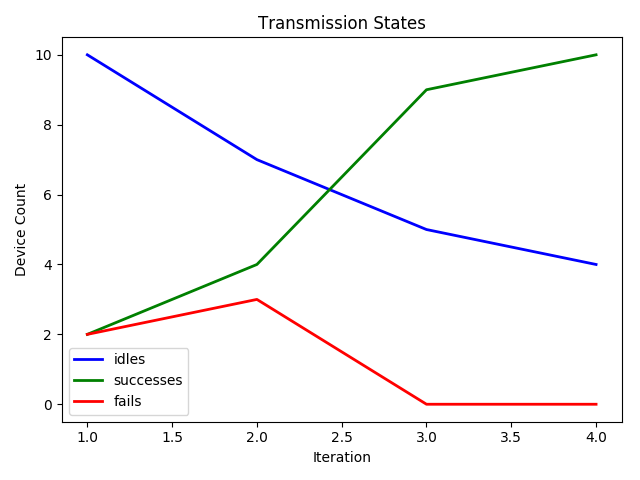 Transmission States
Device Count
10
8
6
4
2
0
idles
successes
fails
1.0 1.5 2.0 2.5 3.0 3.5 4.0
Iteration